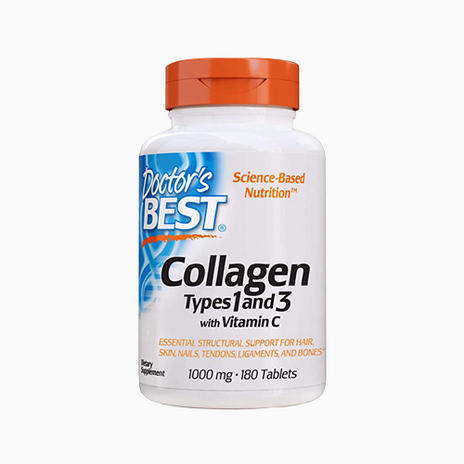 Doctor's
BEST®
Science-Based
Nutrition™
Collagen
Types 1 and 3
with Vitamin C
ESSENTIAL STRUCTURAL SUPPORT FOR HAIR,
SKIN, NAILS, TENDONS, LIGAMENTS, AND BONES*
Dietary
Supplement
1000 mg • 180 Tablets